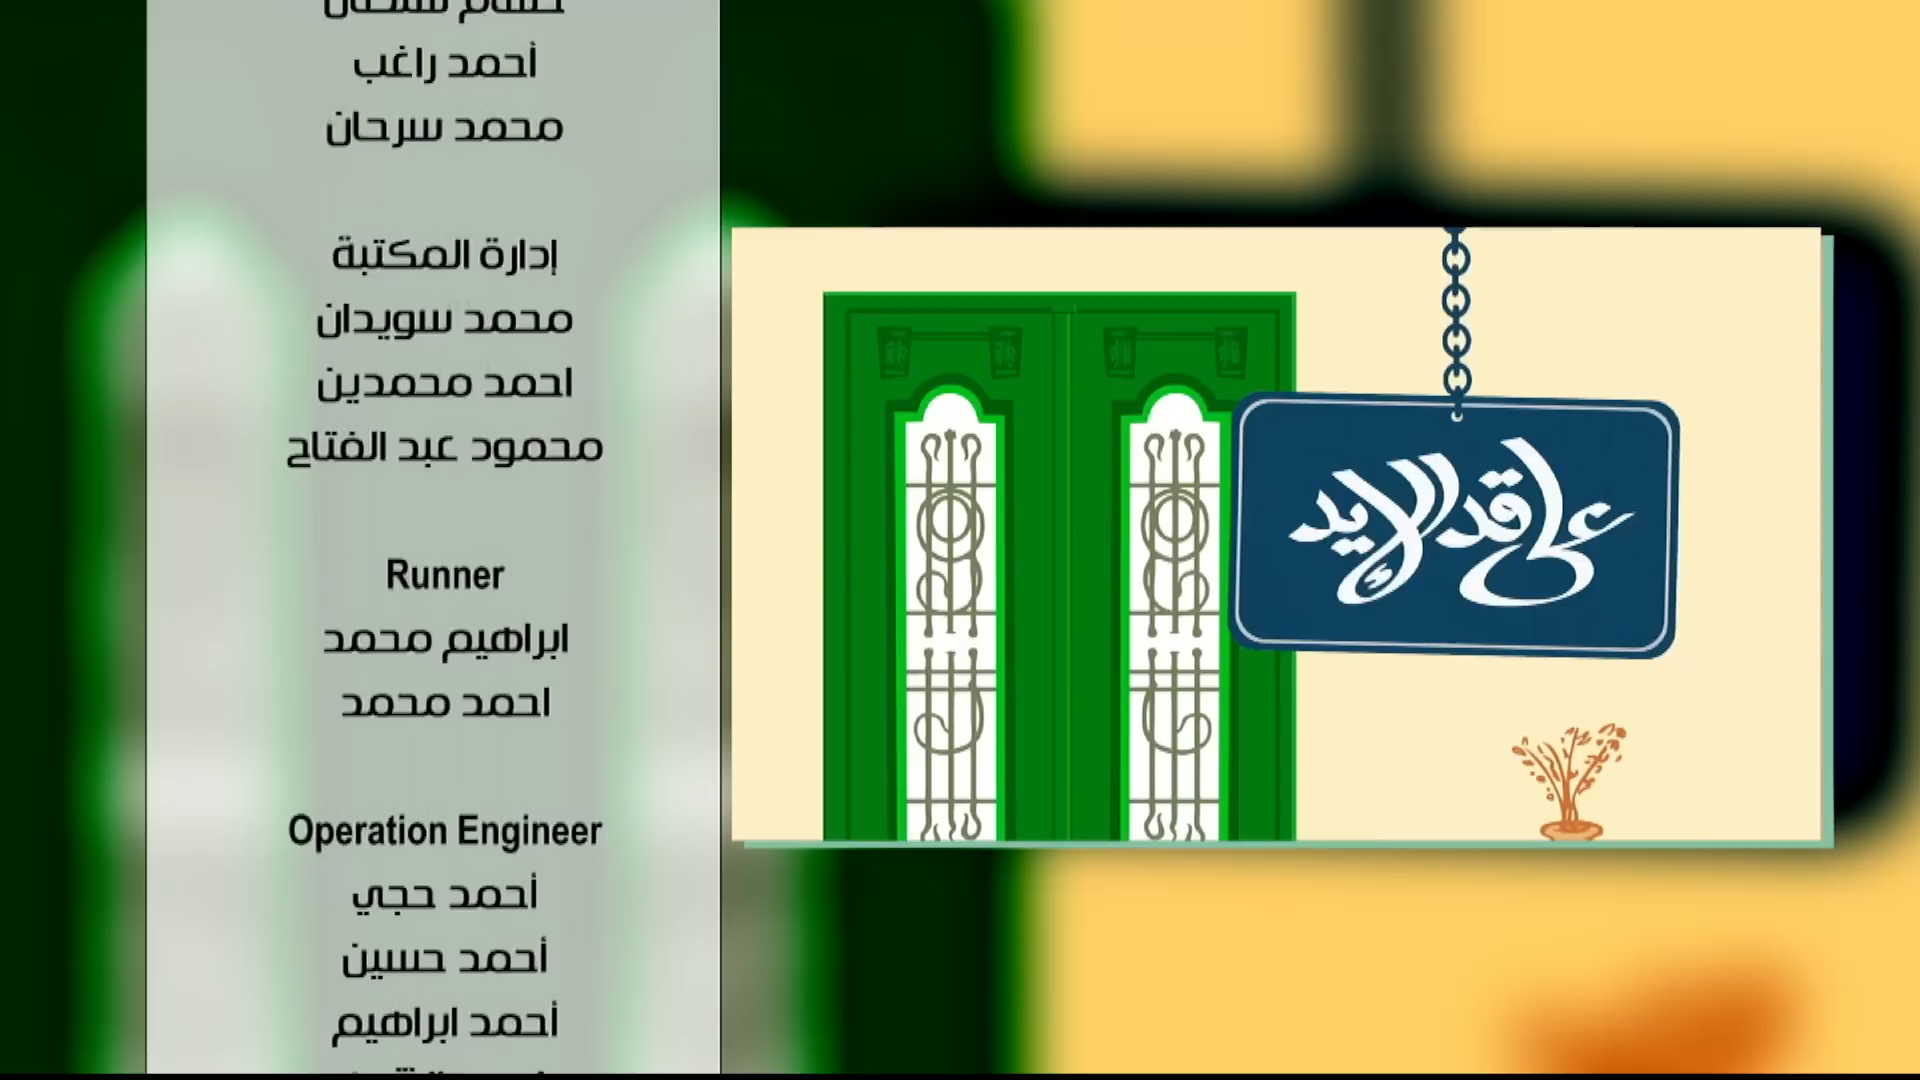 أحمد راغب
محمد سرحان
إدارة المكتبة
محمد سويدان
احمد محمدين
محمود عبد الفتاح
Runner
ابراهيم محمد
احمد محمد
Operation Engineer
أحمد حجي
أحمد حسين
أحمد ابراهيم
على قد الإيد